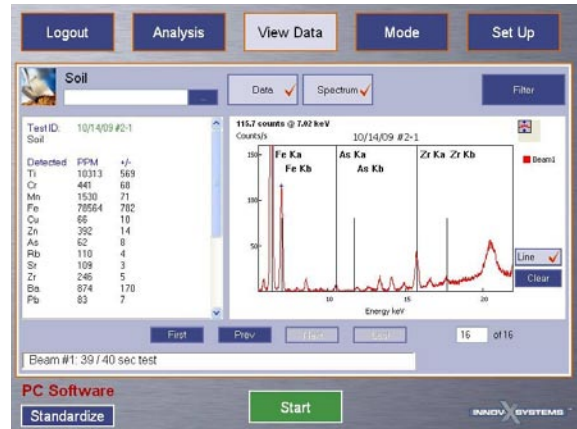 Logout Analysis View Data Mode Set Up
Soil
... Data Spectrum Filter
Test ID: 10/14/09 #2-1
Soil
Detected PPM +/-
Ti 10313 569
Cr 441 68
Mn 1530 71
Fe 78564 782
Cu 66 10
Zn 392 14
As 62 8
Rb 110 4
Sr 109 3
Zr 246 5
Ba 874 170
Pb 83 7
115.7 counts @ 7.02 keV
Counts/s 10/14/09 #2-1
150- Fe Ka As Ka Zr Ka Zr Kb
Fe Kb As Kb
Beam1
100-
50-
Line
Clear
10 15 20
Energy keV
First Prev Next Last 16 of 16
Beam #1: 39 / 40 sec test
PC Software
Standardize Start INNOV X SYSTEMS